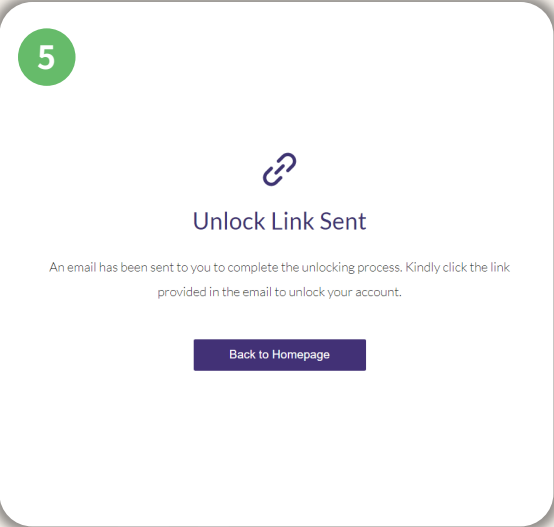 5
Unlock Link Sent
An email has been sent to you to complete the unlocking process. Kindly click the link
provided in the email to unlock your account.
Back to Homepage